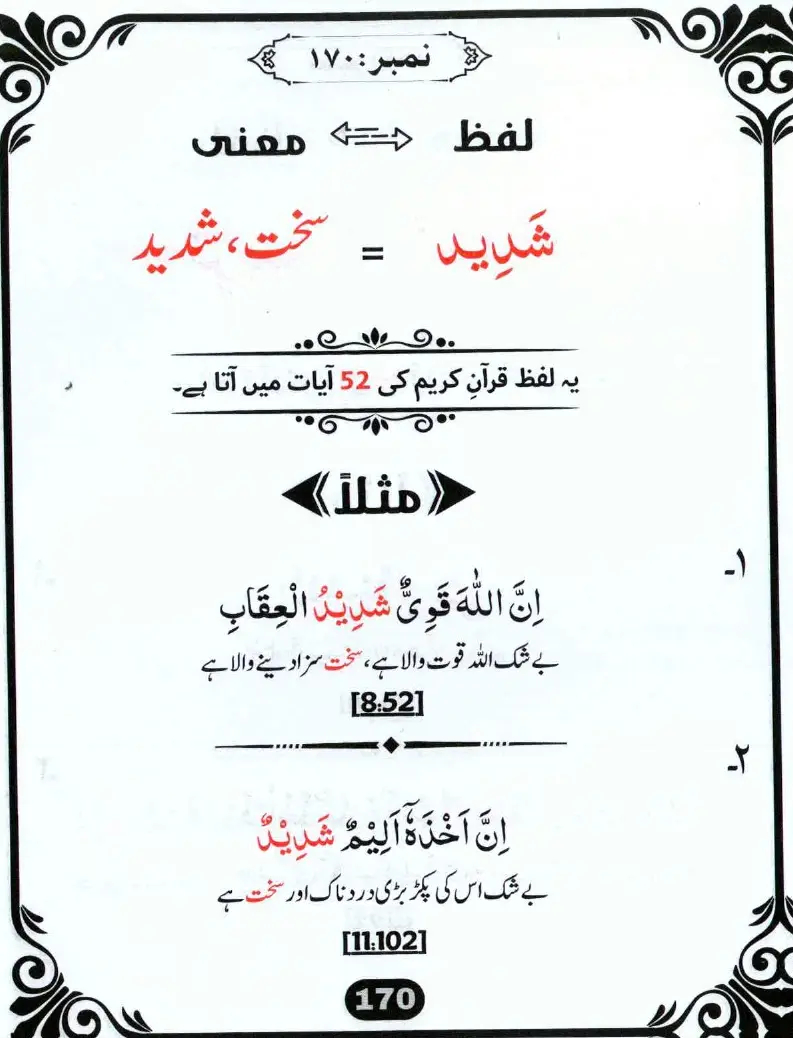 نمبر: ۱۷۰
لفظ معنی
شَدِید = سخت، شدید
یہ لفظ قرآنِ کریم کی 52 آیات میں آتا ہے۔
مثلاً
۱۔
اِنَّ اللّٰهَ قَوِیٌّ شَدِیْدُ الْعِقَابِ
بے شک اللہ قوت والا ہے، سخت سزا دینے والا ہے
[8:52]
۲۔
اِنَّ اَخْذَهٗۤ اَلِیْمٌ شَدِیْدٌ
بے شک اس کی پکڑ بڑی دردناک اور سخت ہے
[11:102]
170